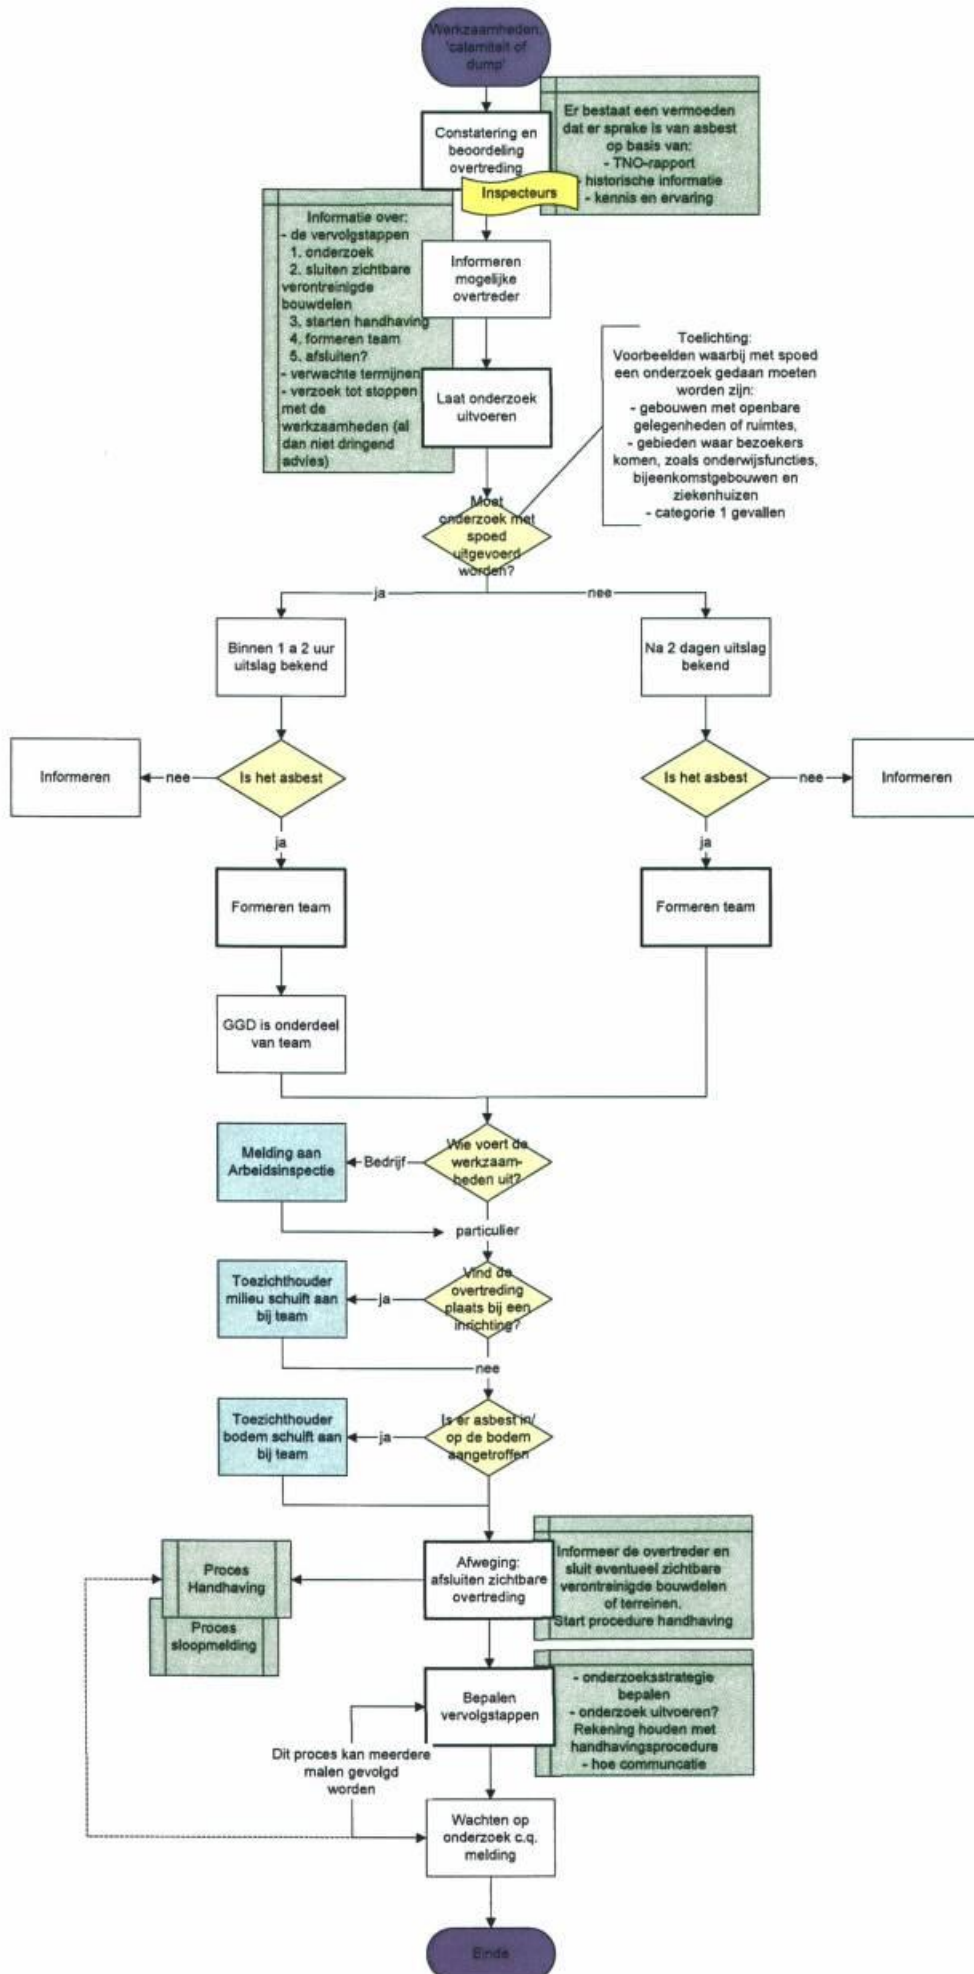 Werkzaamheden,
'calamiteit of
dump'
Constatering en
beoordeling
overtreding
Inspecteurs
Er bestaat een vermoeden
dat er sprake is van asbest
op basis van:
- TNO-rapport
- historische informatie
- kennis en ervaring
Informatie over:
- de vervolgstappen
1. onderzoek
2. sluiten zichtbare
verontreinigde
bouwdelen
3. starten handhaving
4. formeren team
5. afsluiten?
- verwachte termijnen
- verzoek tot stoppen
met de
werkzaamheden (al
dan niet dringend
advies)
Informeren
mogelijke
overtreder
Laat onderzoek
uitvoeren
Toelichting:
Voorbeelden waarbij met spoed
een onderzoek gedaan moeten
worden zijn:
- gebouwen met openbare
gelegenheden of ruimtes,
- gebieden waar bezoekers
komen, zoals onderwijsfuncties,
bijeenkomstgebouwen en
ziekenhuizen
- categorie 1 gevallen
Moet
onderzoek met
spoed
uitgevoerd
worden?
ja
nee
Binnen 1 a 2 uur
uitslag bekend
Na 2 dagen uitslag
bekend
Informeren
nee
Is het asbest
Is het asbest
nee
Informeren
ja
ja
Formeren team
Formeren team
GGD is onderdeel
van team
Wie voert de
werkzaam-
heden uit?
Bedrijf
Melding aan
Arbeidsinspectie
particulier
Vind de
overtreding
plaats bij een
inrichting?
ja
Toezichthouder
milieu schuift aan
bij team
nee
Is er asbest in/
op de bodem
aangetroffen
ja
Toezichthouder
bodem schuift aan
bij team
Proces
Handhaving
Proces
sloopmelding
Afweging:
afsluiten zichtbare
overtreding
Informeer de overtreder en
sluit eventueel zichtbare
verontreinigde bouwdelen
of terreinen.
Start procedure handhaving
Bepalen
vervolgstappen
- onderzoeksstrategie
bepalen
- onderzoek uitvoeren?
Rekening houden met
handhavingsprocedure
- hoe communcatie
Dit proces kan meerdere
malen gevolgd
worden
Wachten op
onderzoek c.q.
melding
Einde